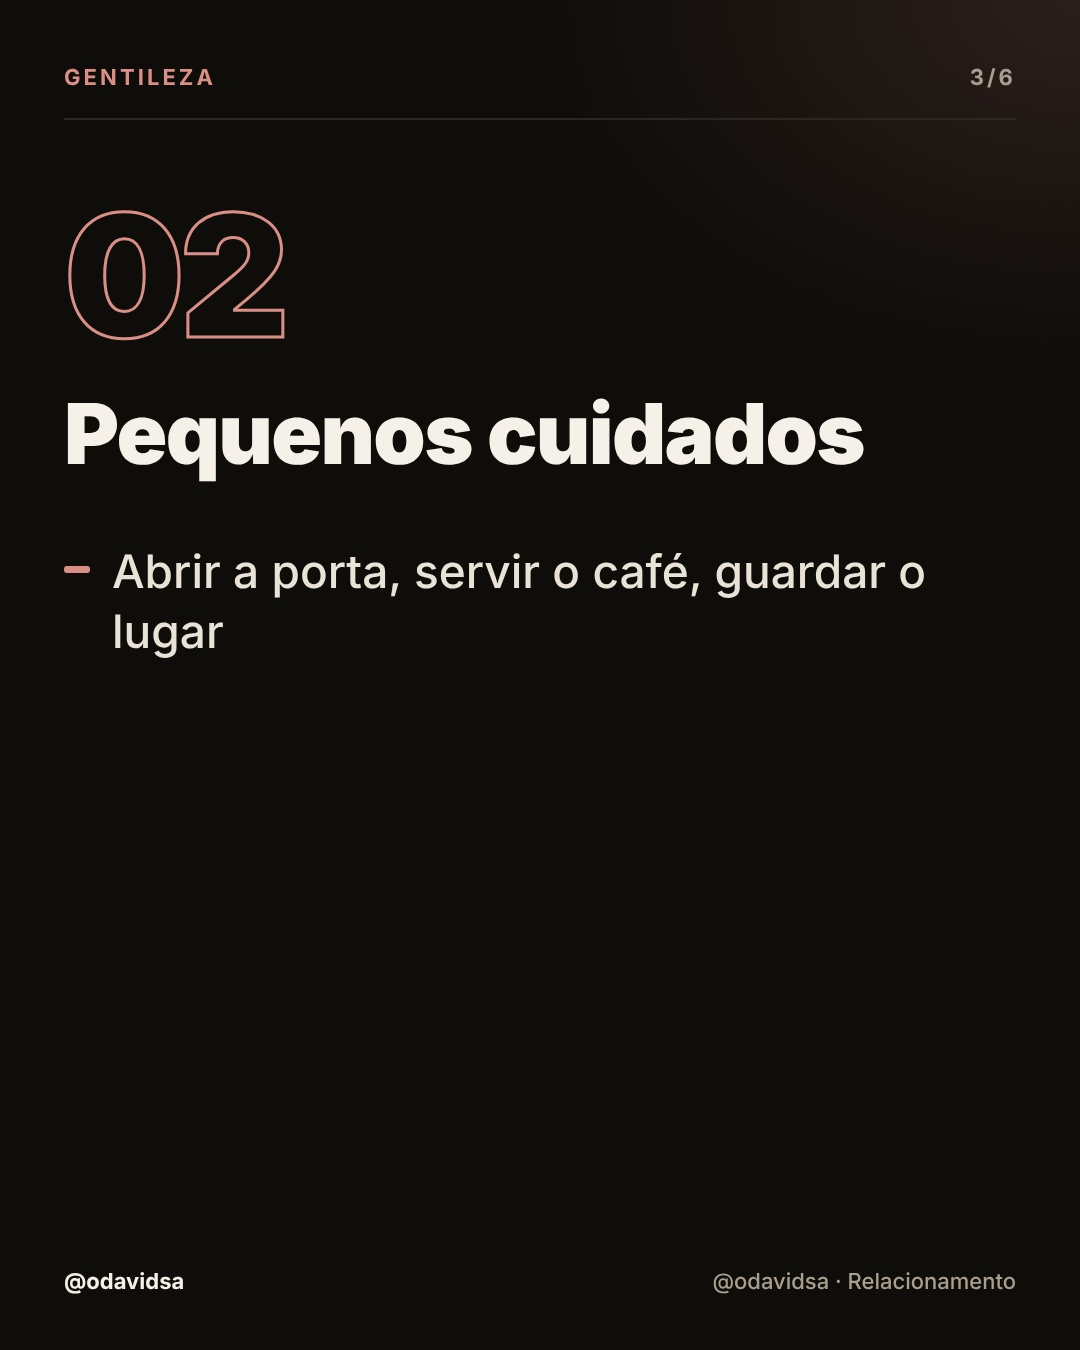 GENTILEZA
3/6
02
Pequenos cuidados
Abrir a porta, servir o café, guardar o
lugar
@odavidsa
@odavidsa · Relacionamento